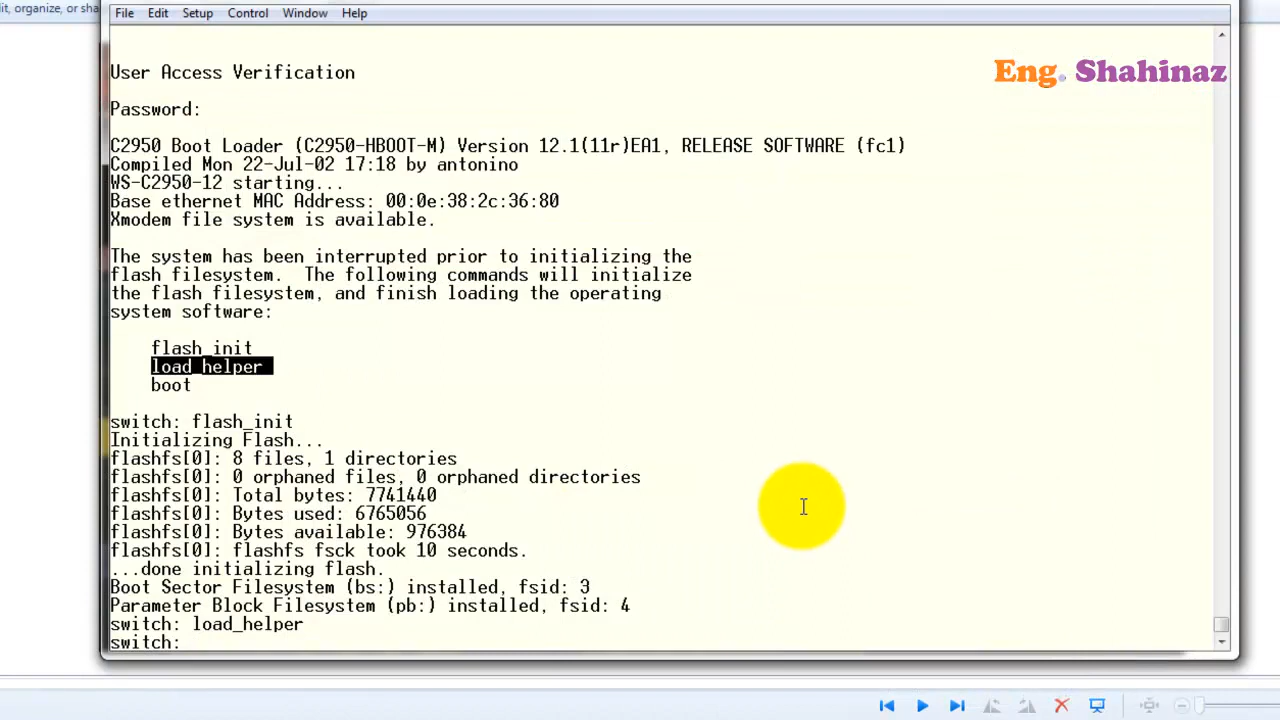 lit, organize, or sha
File Edit Setup Control Window Help
Eng. Shahinaz
User Access Verification
Password:
C2950 Boot Loader (C2950-HBOOT-M) Version 12.1(11r)EA1, RELEASE SOFTWARE (fc1)
Compiled Mon 22-Jul-02 17:18 by antonino
WS-C2950-12 starting...
Base ethernet MAC Address: 00:0e:38:2c:36:80
Xmodem file system is available.
The system has been interrupted prior to initializing the
flash filesystem.  The following commands will initialize
the flash filesystem, and finish loading the operating
system software:
flash_init
load_helper
boot
switch: flash_init
Initializing Flash...
flashfs[0]: 8 files, 1 directories
flashfs[0]: 0 orphaned files, 0 orphaned directories
flashfs[0]: Total bytes: 7741440
flashfs[0]: Bytes used: 6765056
flashfs[0]: Bytes available: 976384
flashfs[0]: flashfs fsck took 10 seconds.
...done initializing flash.
Boot Sector Filesystem (bs:) installed, fsid: 3
Parameter Block Filesystem (pb:) installed, fsid: 4
switch: load_helper
switch: